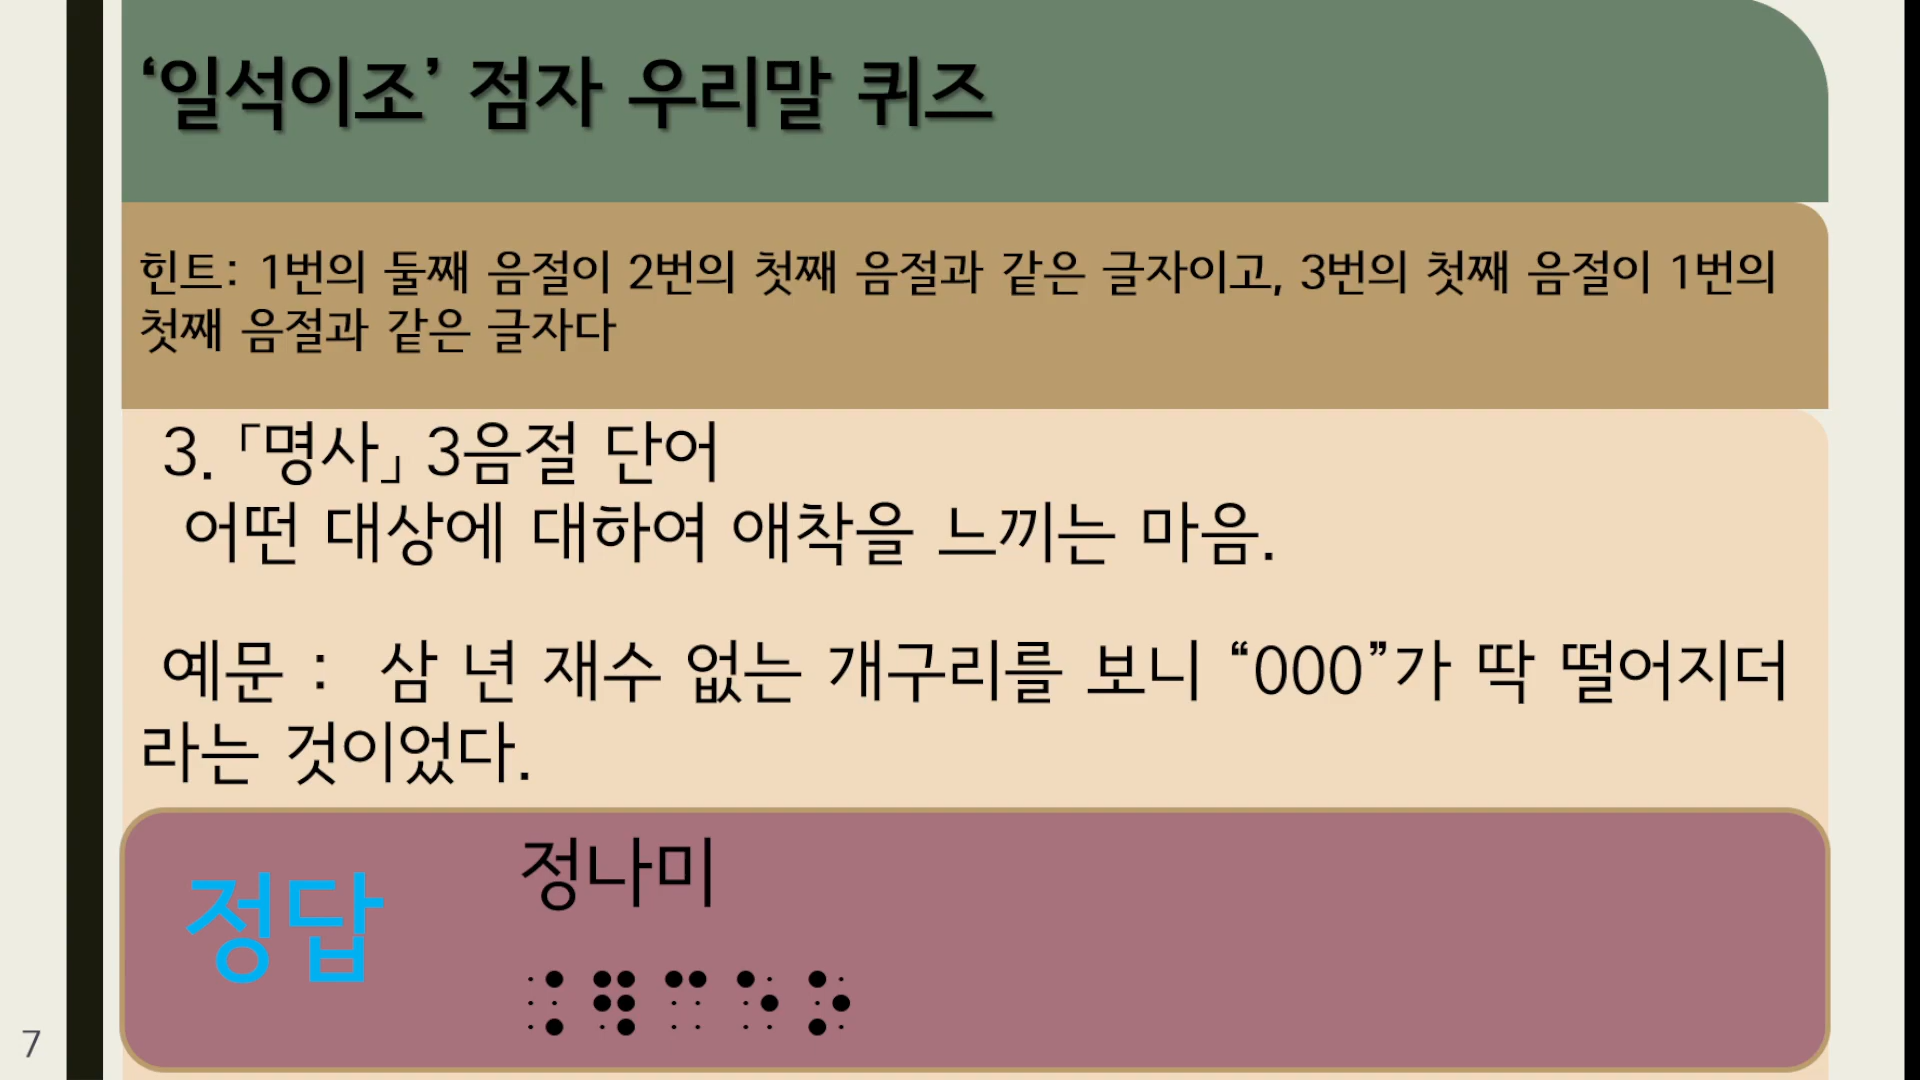 ‘일석이조’ 점자 우리말 퀴즈
힌트: 1번의 둘째 음절이 2번의 첫째 음절과 같은 글자이고, 3번의 첫째 음절이 1번의
첫째 음절과 같은 글자다
3. ｢명사｣ 3음절 단어
어떤 대상에 대하여 애착을 느끼는 마음.
예문 : 삼 년 재수 없는 개구리를 보니 “000”가 딱 떨어지더
라는 것이었다.
정답
정나미
⠨⠻⠉⠑⠕
7